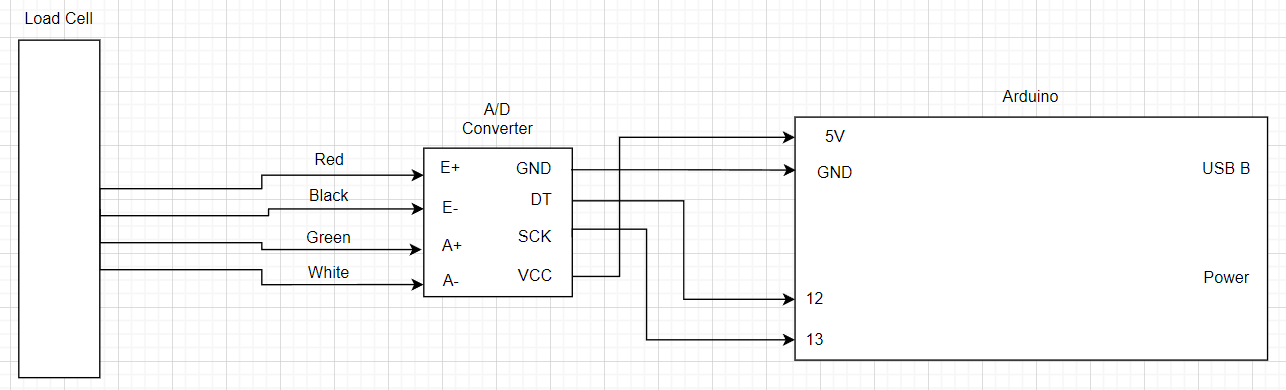 Load Cell
Red
Black
Green
White
A/D
Converter
E+
E-
A+
A-
GND
DT
SCK
VCC
Arduino
5V
GND
12
13
USB B
Power